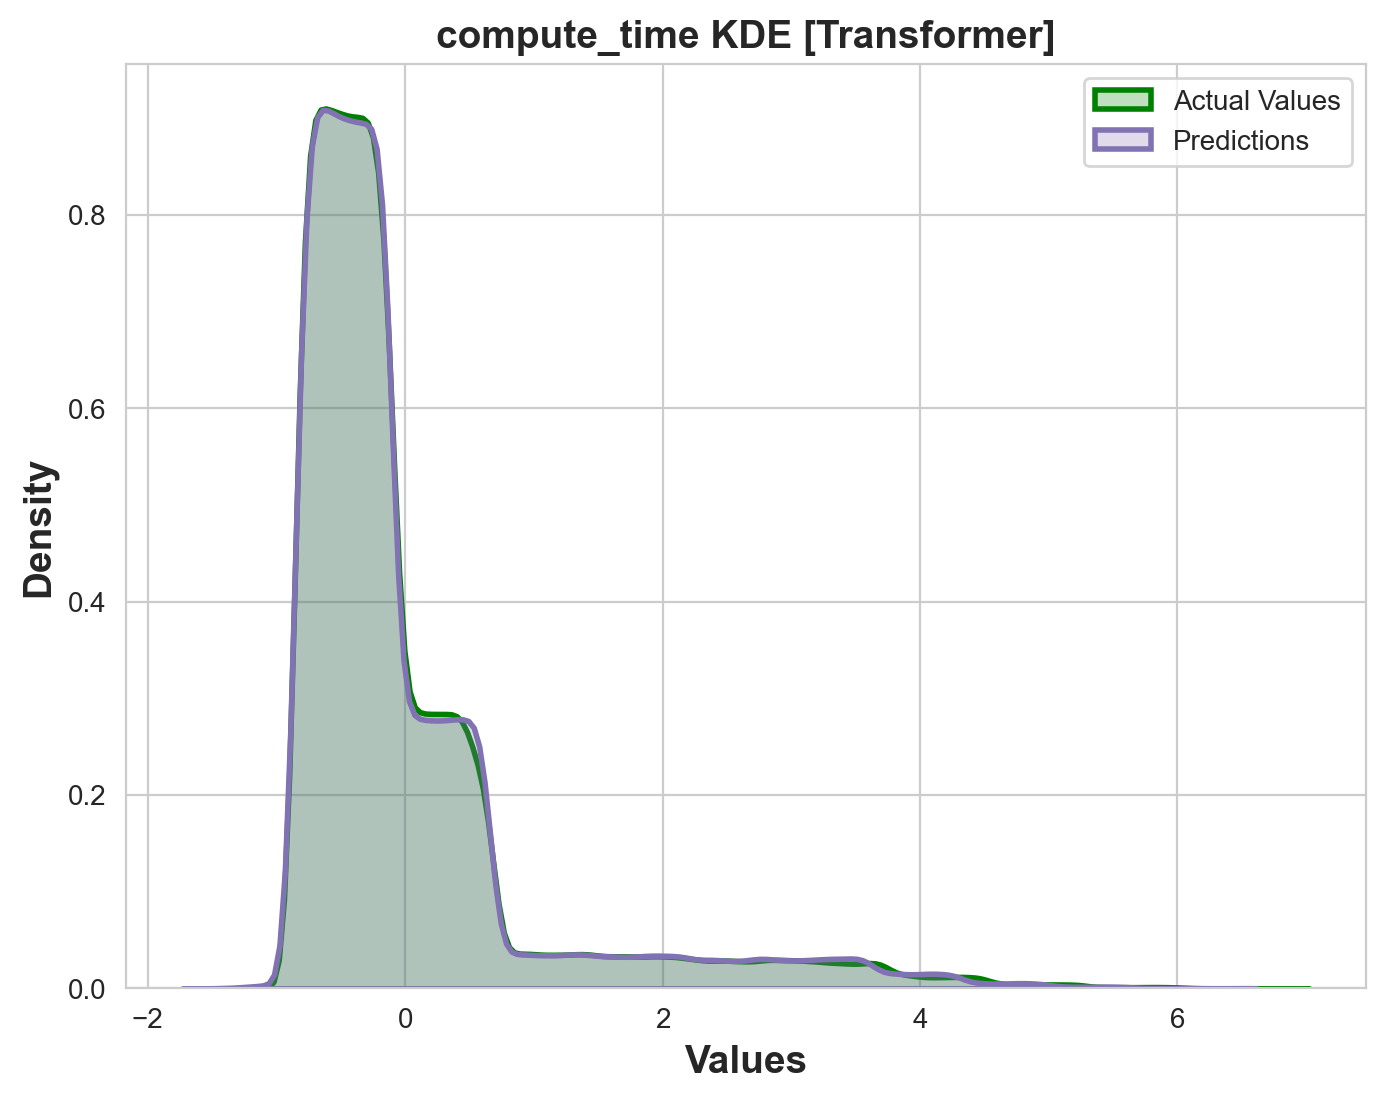 compute_time KDE [Transformer]
Actual Values
Predictions
Density
0.8
0.6
0.4
0.2
0.0
−2
0
2
4
6
Values